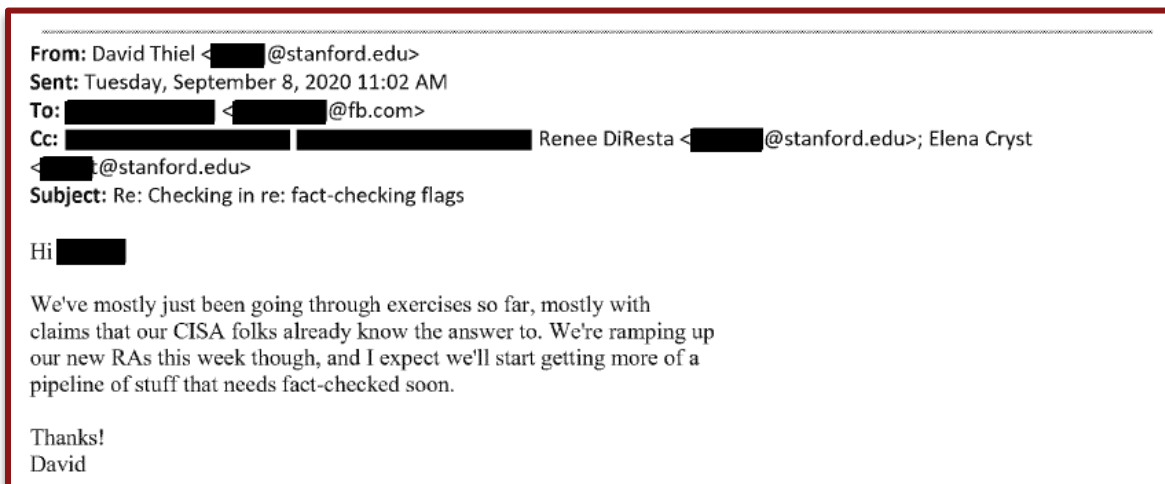 From: David Thiel < @stanford.edu>
Sent: Tuesday, September 8, 2020 11:02 AM
To: < @fb.com>
Cc: Renee DiResta < @stanford.edu>; Elena Cryst
< t@stanford.edu>
Subject: Re: Checking in re: fact-checking flags
Hi
We've mostly just been going through exercises so far, mostly with
claims that our CISA folks already know the answer to. We're ramping up
our new RAs this week though, and I expect we'll start getting more of a
pipeline of stuff that needs fact-checked soon.
Thanks!
David